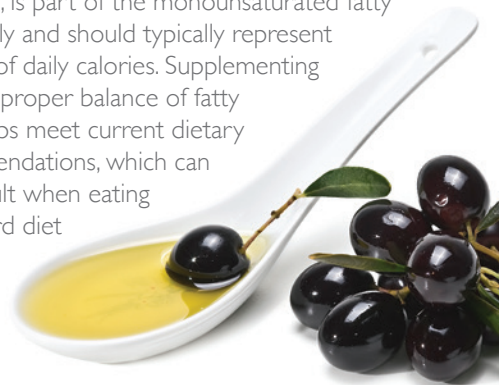 , is part of the monounsaturated fatty
ly and should typically represent
of daily calories. Supplementing
proper balance of fatty
ps meet current dietary
endations, which can
ult when eating
rd diet